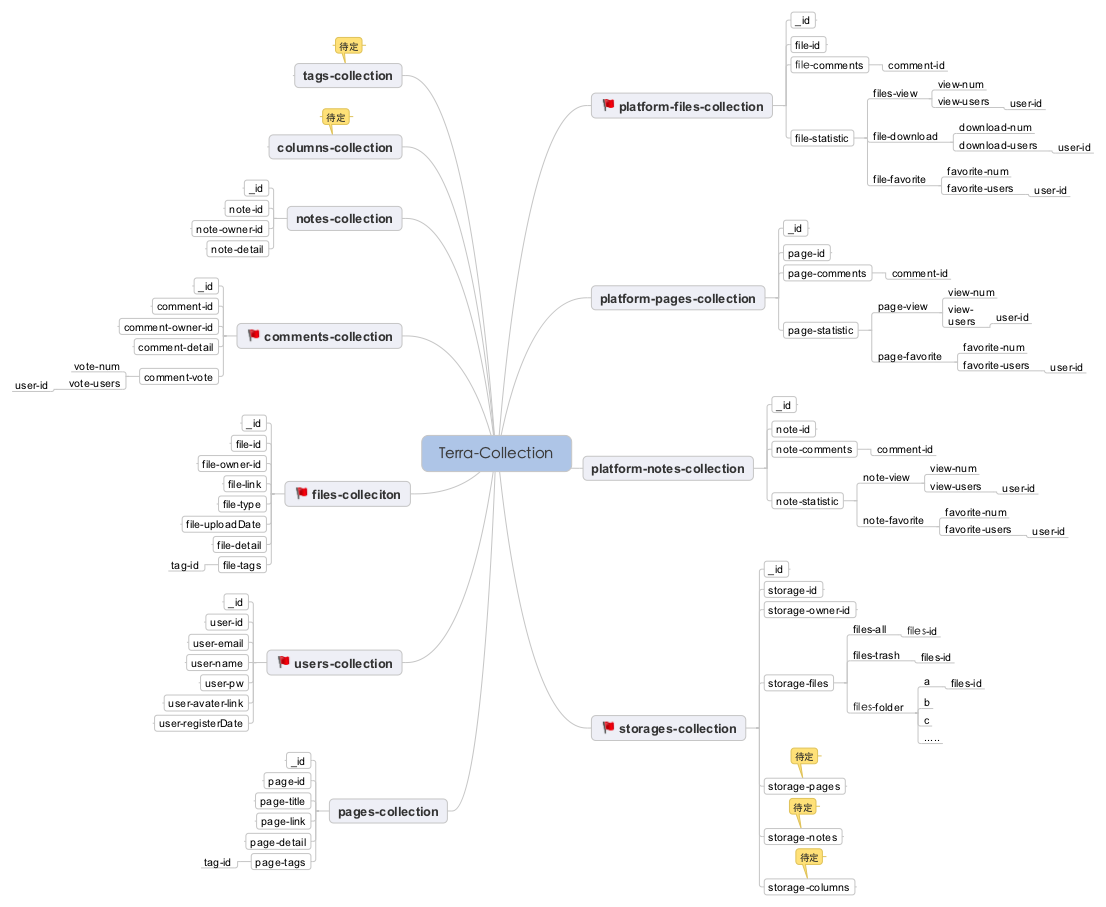 Terra-Collection
待定
tags-collection
待定
columns-collection
notes-collection
_id
note-id
note-owner-id
note-detail
comments-collection
_id
comment-id
comment-owner-id
comment-detail
comment-vote
vote-num
vote-users
user-id
files-colleciton
_id
file-id
file-owner-id
file-link
file-type
file-uploadDate
file-detail
file-tags
tag-id
users-collection
_id
user-id
user-email
user-name
user-pw
user-avater-link
user-registerDate
pages-collection
_id
page-id
page-title
page-link
page-detail
page-tags
tag-id
platform-files-collection
_id
file-id
file-comments
comment-id
file-statistic
files-view
view-num
view-users
user-id
file-download
download-num
download-users
user-id
file-favorite
favorite-num
favorite-users
user-id
platform-pages-collection
_id
page-id
page-comments
comment-id
page-statistic
page-view
view-num
view-
users
user-id
page-favorite
favorite-num
favorite-users
user-id
platform-notes-collection
_id
note-id
note-comments
comment-id
note-statistic
note-view
view-num
view-users
user-id
note-favorite
favorite-num
favorite-users
user-id
storages-collection
_id
storage-id
storage-owner-id
storage-files
files-all
files-id
files-trash
files-id
files-folder
a
files-id
b
c
.....
待定
storage-pages
待定
storage-notes
待定
storage-columns